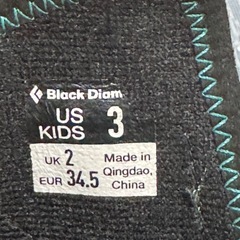 Black Diam
US KIDS 3
UK 2
EUR 34.5
Made in
Qingdao,
China